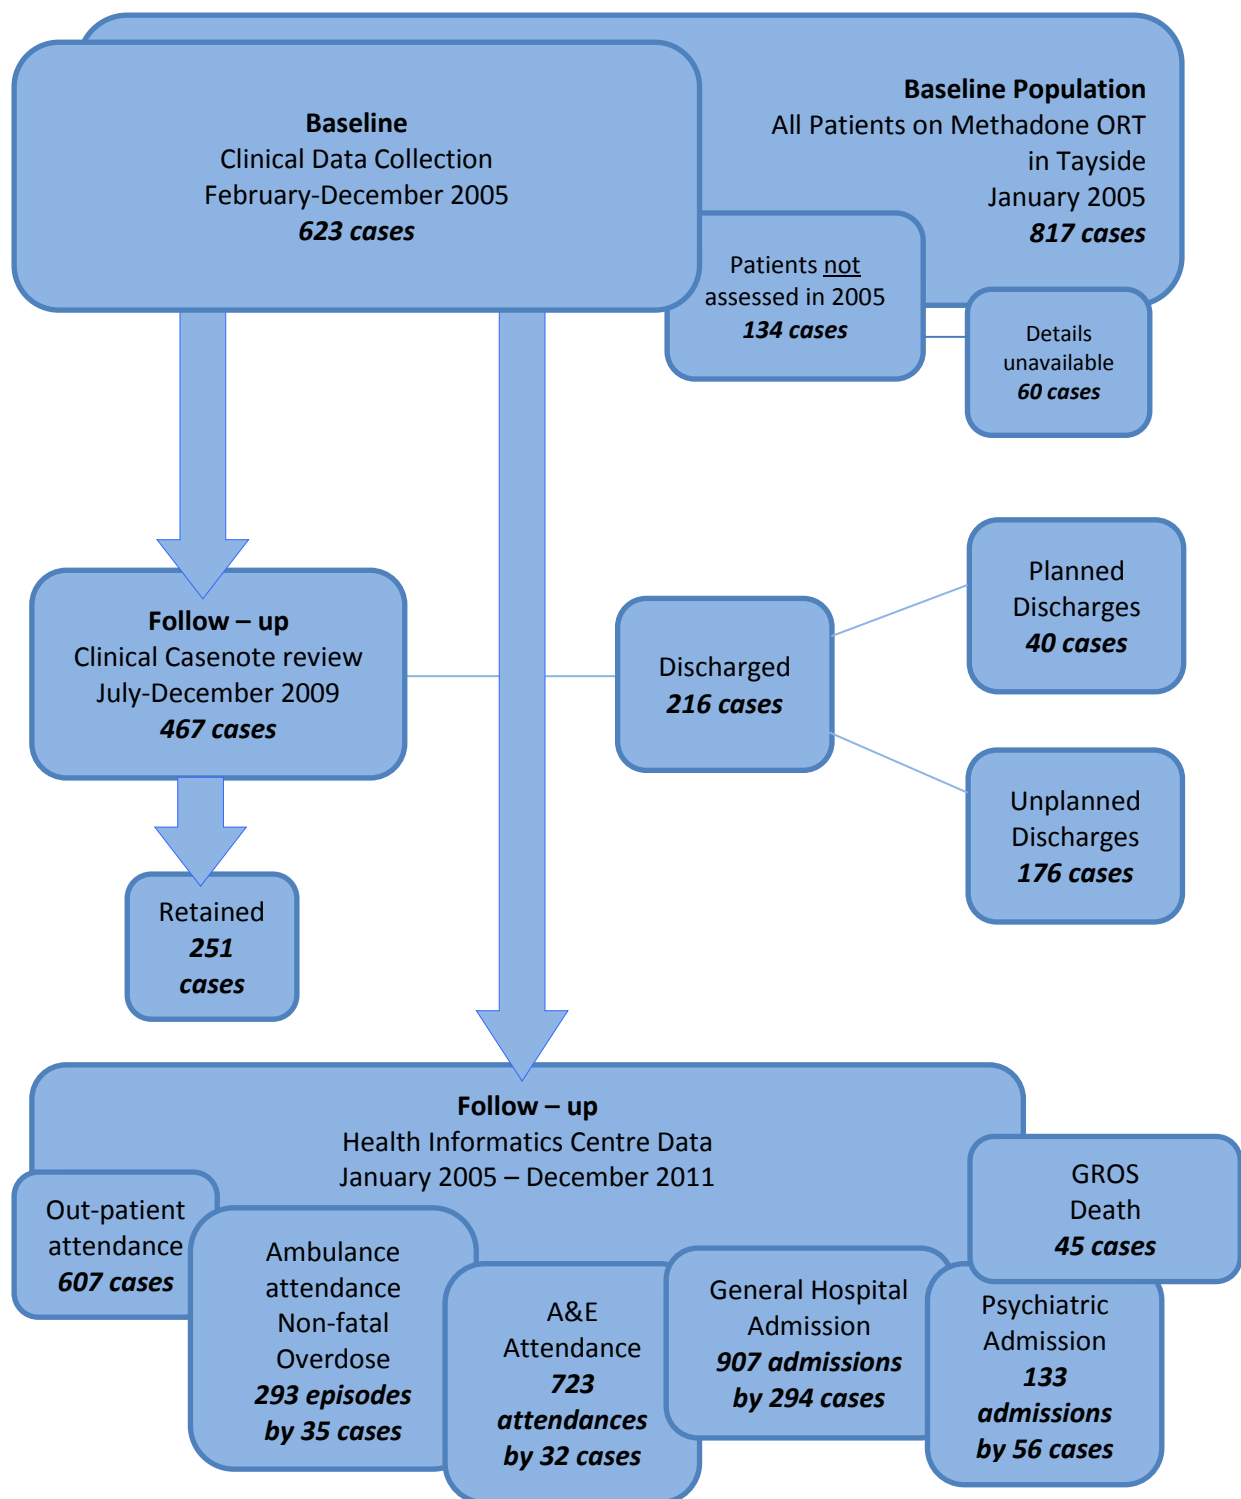 Baseline
Clinical Data Collection
February-December 2005
623 cases
Baseline Population
All Patients on Methadone ORT
in Tayside
January 2005
817 cases
Patients not
assessed in 2005
134 cases
Details
unavailable
60 cases
Follow – up
Clinical Casenote review
July-December 2009
467 cases
Discharged
216 cases
Planned
Discharges
40 cases
Unplanned
Discharges
176 cases
Retained
251
cases
Follow – up
Health Informatics Centre Data
January 2005 – December 2011
Out-patient
attendance
607 cases
Ambulance
attendance
Non-fatal
Overdose
293 episodes
by 35 cases
A&E
Attendance
723
attendances
by 32 cases
General Hospital
Admission
907 admissions
by 294 cases
GROS
Death
45 cases
Psychiatric
Admission
133
admissions
by 56 cases